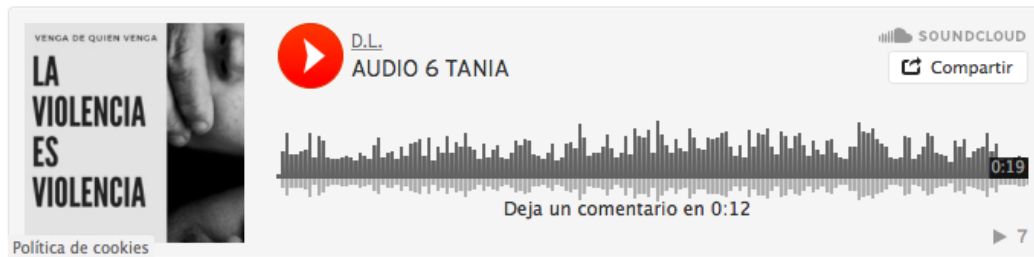 VENGA DE QUIEN VENGA
LA
VIOLENCIA
ES
VIOLENCIA
Política de cookies
D.L.
AUDIO 6 TANIA
SOUNDCLOUD
Compartir
0:19
Deja un comentario en 0:12
7